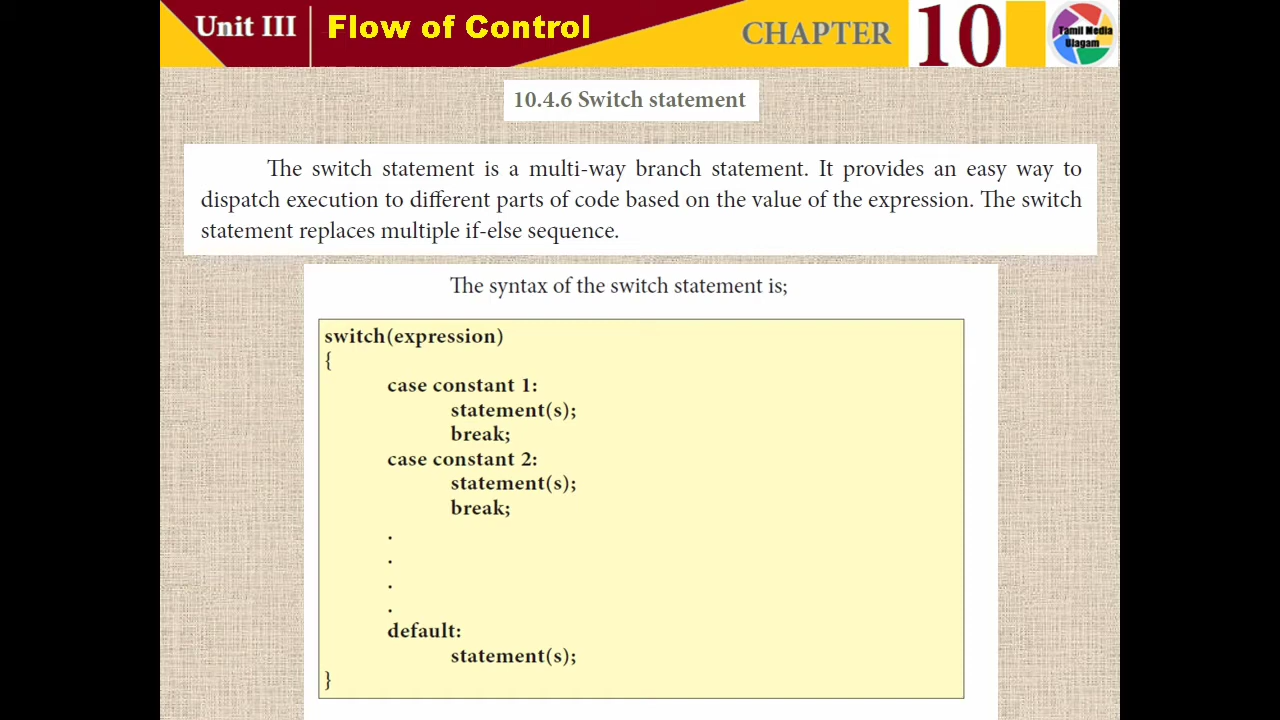 Unit III
Flow of Control
CHAPTER 10
Tamil Media
Ulagam
10.4.6 Switch statement
The switch statement is a multi-way branch statement. It provides an easy way to
dispatch execution to different parts of code based on the value of the expression. The switch
statement replaces multiple if-else sequence.
The syntax of the switch statement is;
switch(expression)
{
case constant 1:
statement(s);
break;
case constant 2:
statement(s);
break;
.
.
.
.
default:
statement(s);
}